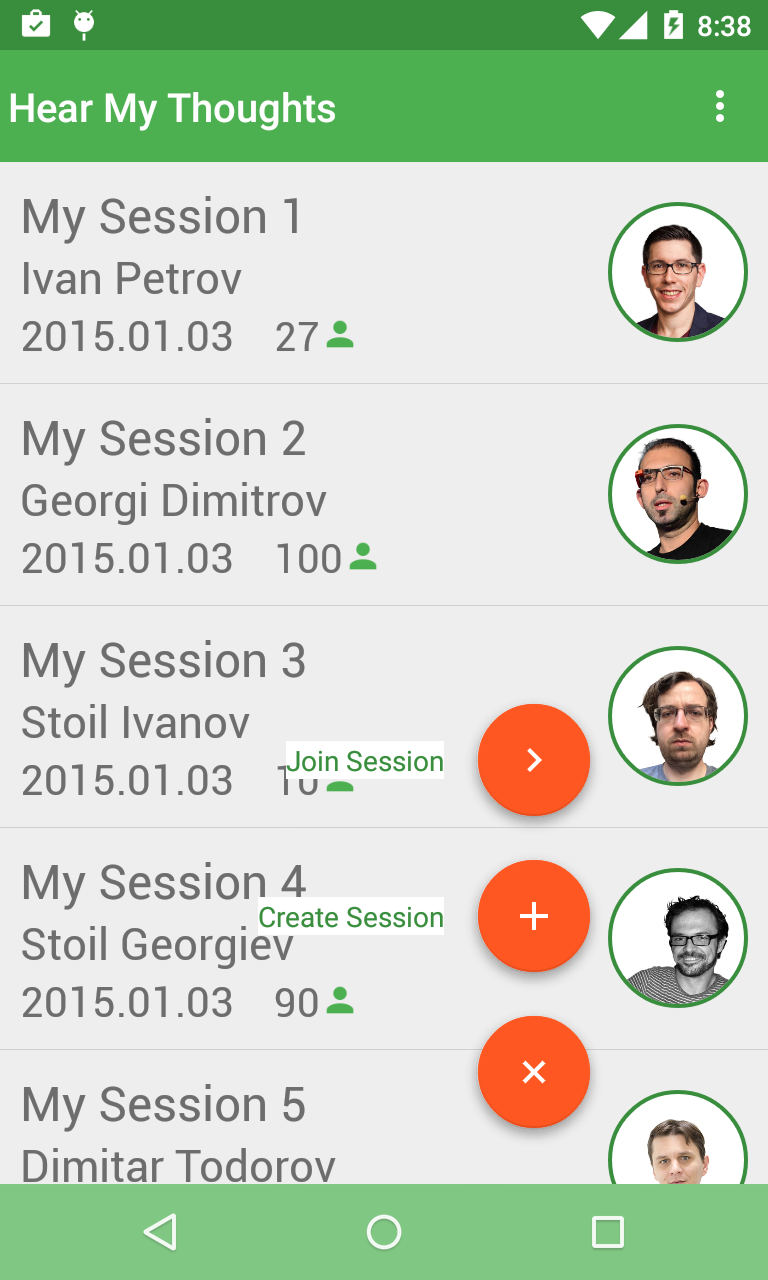 8:38
Hear My Thoughts
My Session 1
Ivan Petrov
2015.01.03 27
My Session 2
Georgi Dimitrov
2015.01.03 100
My Session 3
Stoil Ivanov
Join Session
2015.01.03 10
My Session 4
Create Session
Stoil Georgiev
2015.01.03 90
My Session 5
Dimitar Todorov